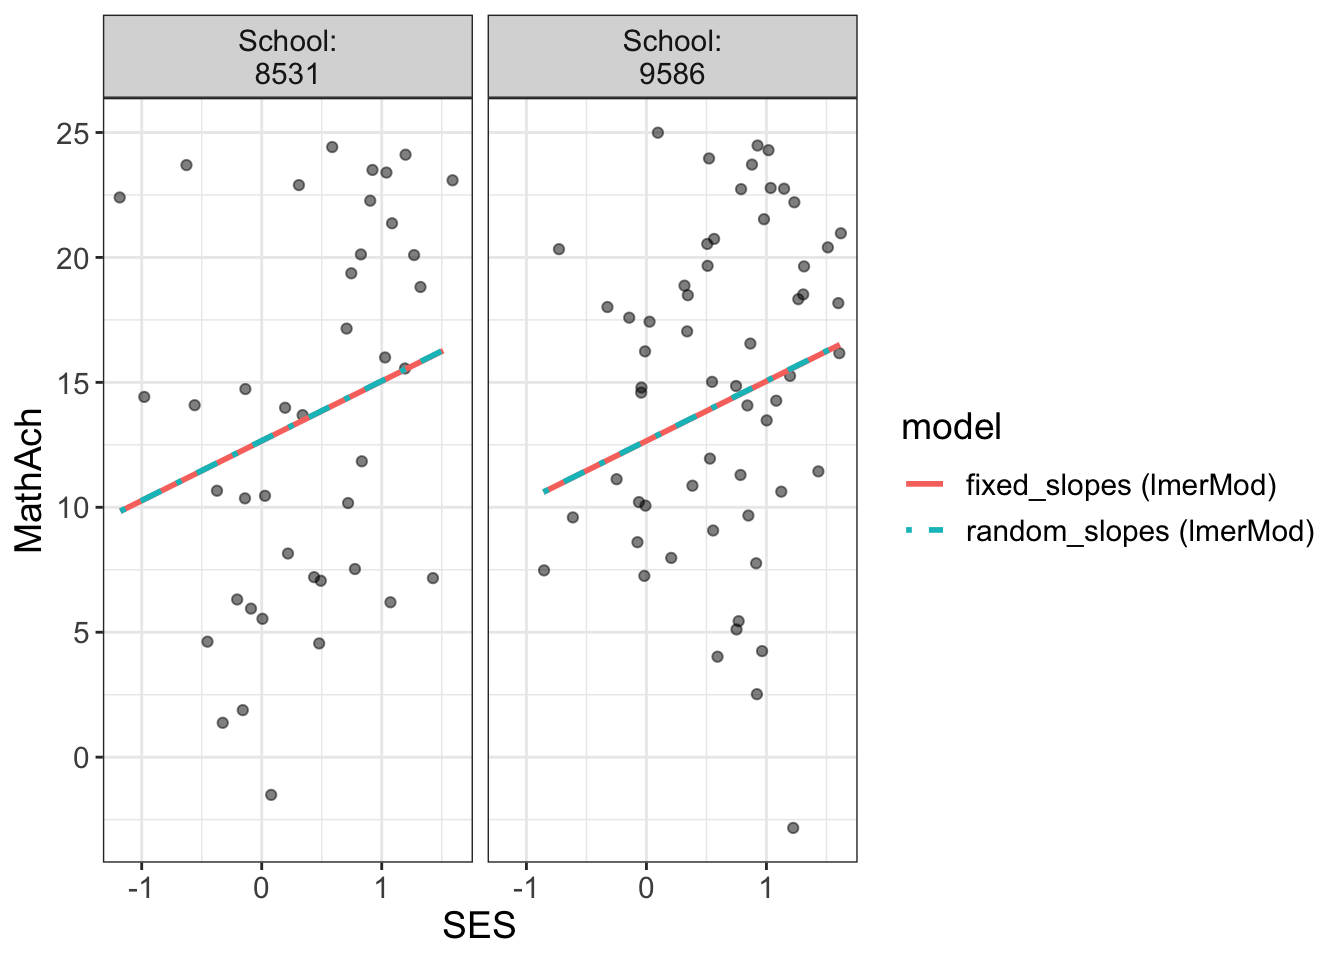 School:
8531
School:
9586
25
20
15
10
5
0
MathAch
-1
0
1
-1
0
1
SES
model
fixed_slopes (lmerMod)
random_slopes (lmerMod)